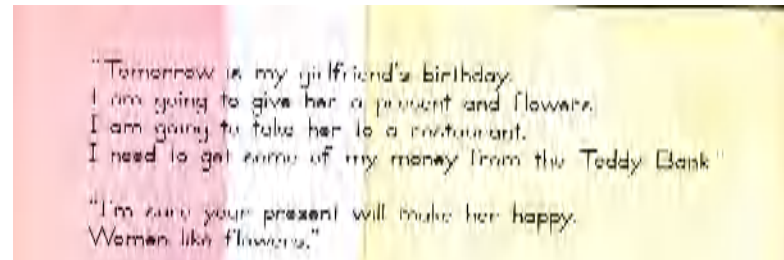 "Tomorrow is my girlfriend's birthday.
I am going to give her a present and flowers.
I am going to take her to a restaurant.
I need to get some of my money from the Teddy Bank"
"I'm sure your present will make her happy.
Women like flowers."